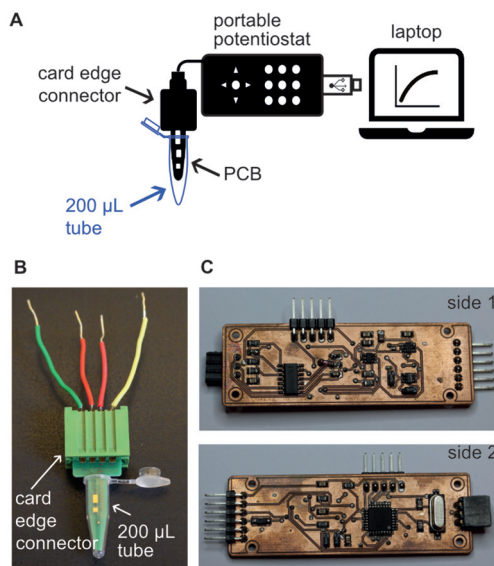 A
portable
potentiostat
laptop
card edge
connector
PCB
200 µL
tube
B
card
edge
connector
200 µL
tube
C
side 1
side 2